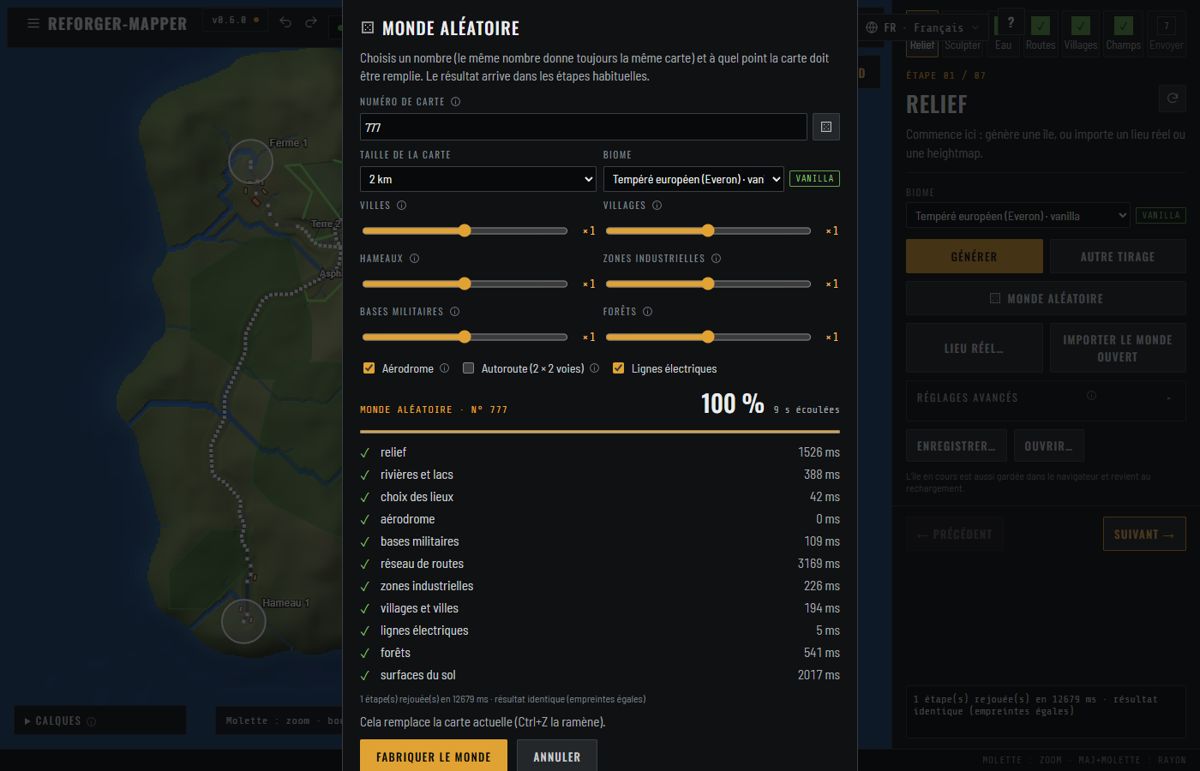 REFORGER-MAPPER
v0.6.0
Ferme 1
Terre 2
Asph
Hameau 1
CALQUES
Molette : zoom · bou
MONDE ALÉATOIRE
Choisis un nombre (le même nombre donne toujours la même carte) et à quel point la carte doit
être remplie. Le résultat arrive dans les étapes habituelles.
NUMÉRO DE CARTE
777
TAILLE DE LA CARTE
BIOME
2 km
Tempéré européen (Everon) · van
VANILLA
VILLES
VILLAGES
×1
×1
HAMEAUX
ZONES INDUSTRIELLES
×1
×1
BASES MILITAIRES
FORÊTS
×1
×1
Aérodrome
Autoroute (2 × 2 voies)
Lignes électriques
MONDE ALÉATOIRE · N° 777
100 %
9 s écoulées
relief 1526 ms
rivières et lacs 388 ms
choix des lieux 42 ms
aérodrome 0 ms
bases militaires 109 ms
réseau de routes 3169 ms
zones industrielles 226 ms
villages et villes 194 ms
lignes électriques 5 ms
forêts 541 ms
surfaces du sol 2017 ms
1 étape(s) rejouée(s) en 12679 ms · résultat identique (empreintes égales)
Cela remplace la carte actuelle (Ctrl+Z la ramène).
FABRIQUER LE MONDE
ANNULER
FR · Français
?
7
Relief
Sculpter
Eau
Routes
Villages
Champs
Envoyer
D
ÉTAPE 01 / 07
RELIEF
Commence ici : génère une île, ou importe un lieu réel ou
une heightmap.
BIOME
Tempéré européen (Everon) · vanilla
VANILLA
GÉNÉRER
AUTRE TIRAGE
MONDE ALÉATOIRE
LIEU RÉEL…
IMPORTER LE MONDE
OUVERT
RÉGLAGES AVANCÉS
ENREGISTRER…
OUVRIR…
L'île en cours est aussi gardée dans le navigateur et revient au
rechargement.
← PRÉCÉDENT
SUIVANT →
1 étape(s) rejouée(s) en 12679 ms · résultat
identique (empreintes égales)
MOLETTE : ZOOM · MAJ+MOLETTE : RAYON